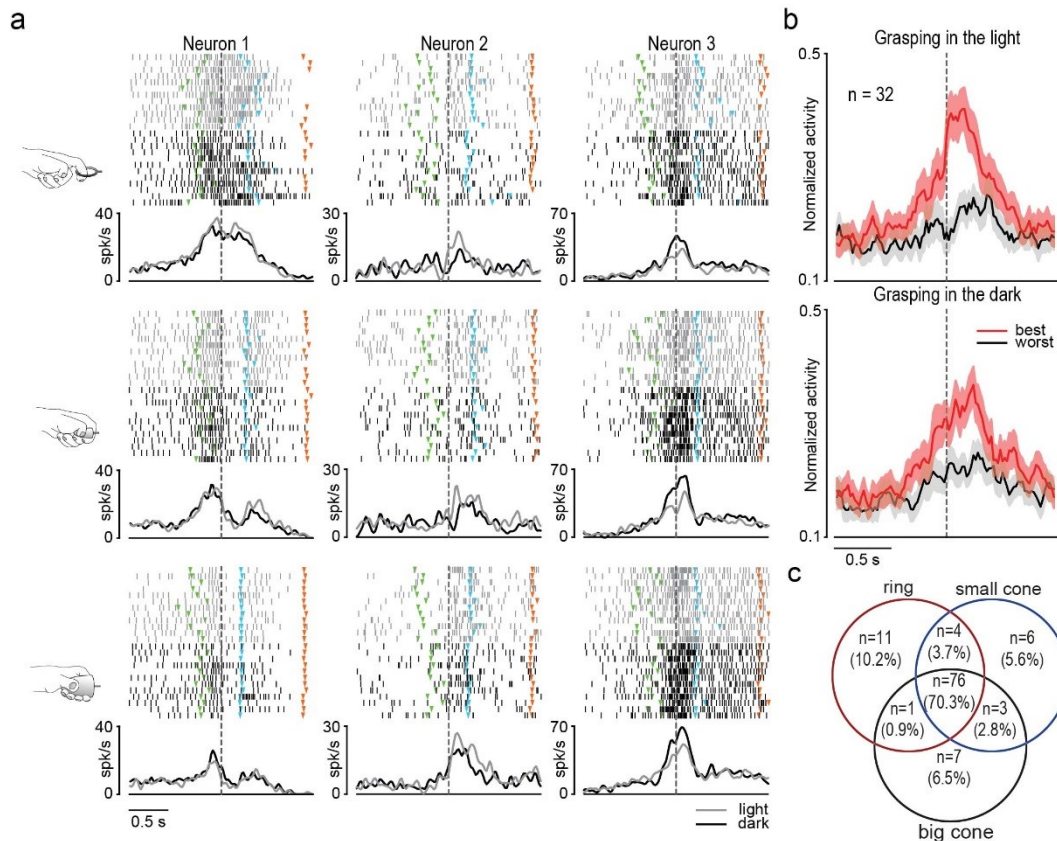 a
Neuron 1
Neuron 2
Neuron 3
40
spk/s
0
30
spk/s
0
70
spk/s
0
40
spk/s
0
30
spk/s
0
70
spk/s
0
40
spk/s
0
30
spk/s
0
70
spk/s
0
0.5 s
light
dark
b
Grasping in the light
0.5
n = 32
Normalized activity
0.1
Grasping in the dark
0.5
best
worst
Normalized activity
0.1
0.5 s
c
ring
small cone
n=11
(10.2%)
n=4
(3.7%)
n=6
(5.6%)
n=76
(70.3%)
n=1
(0.9%)
n=3
(2.8%)
n=7
(6.5%)
big cone